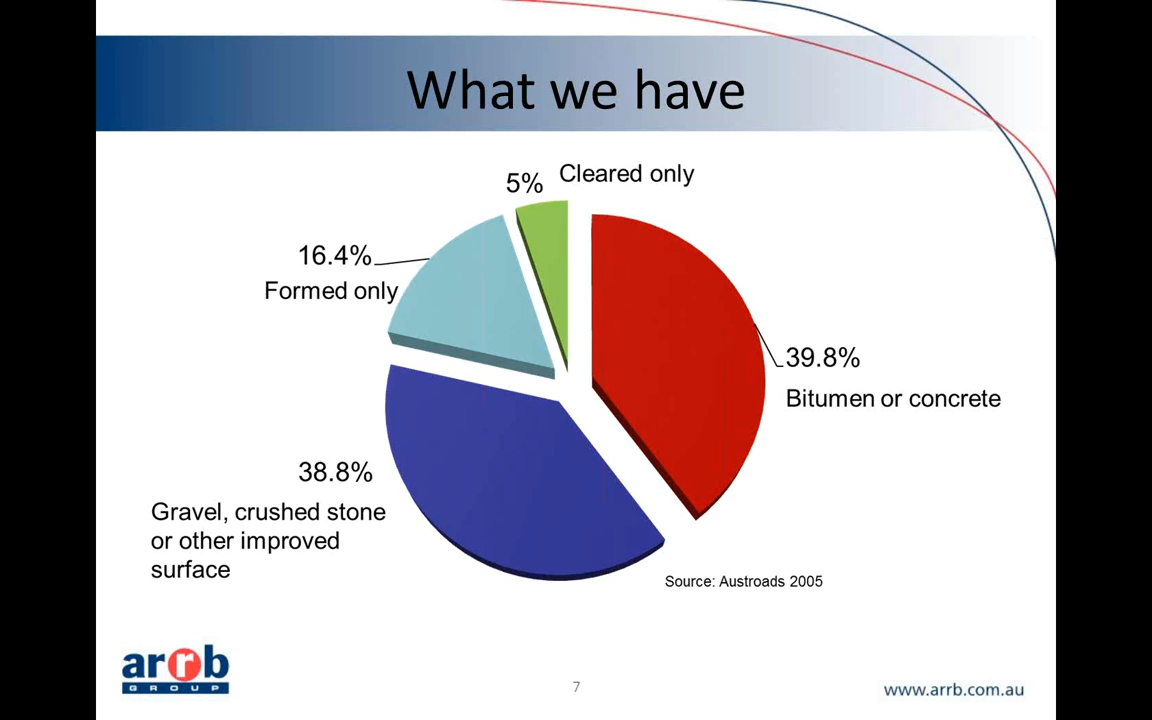 What we have
5%
Cleared only
16.4%
Formed only
39.8%
Bitumen or concrete
38.8%
Gravel, crushed stone
or other improved
surface
Source: Austroads 2005
arrb
GROUP
7
www.arrb.com.au